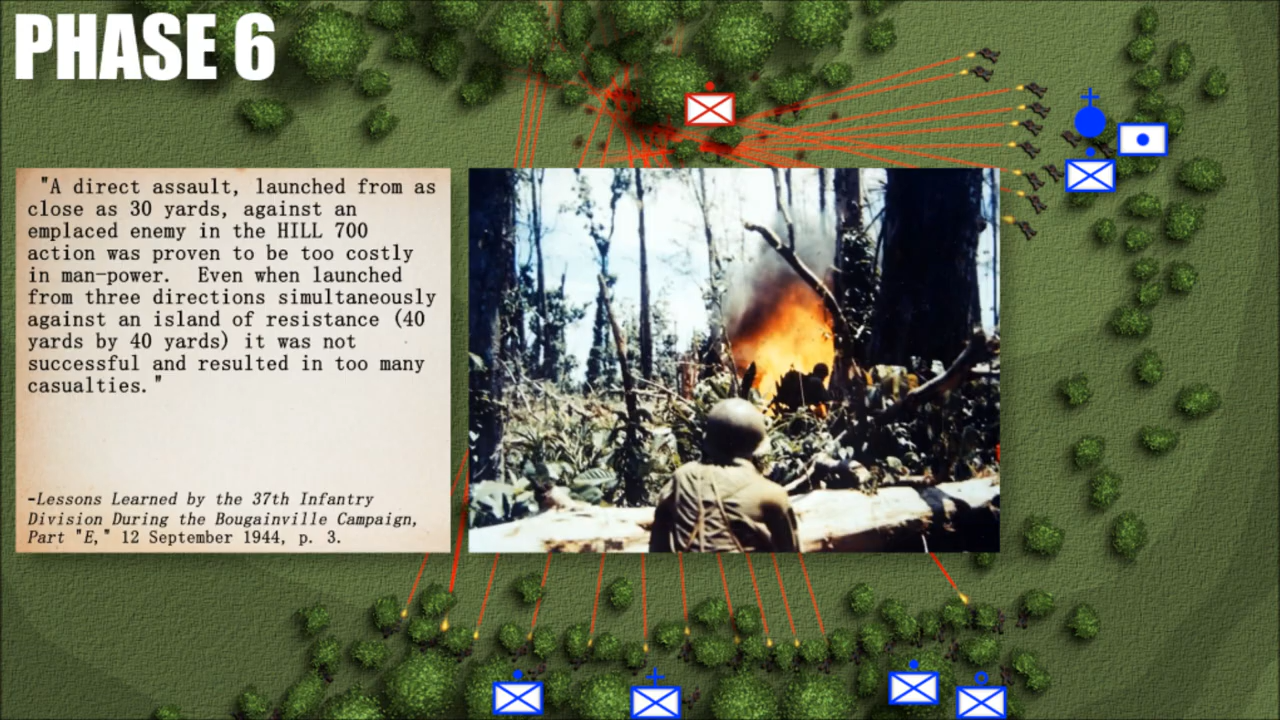 PHASE 6
"A direct assault, launched from as
close as 30 yards, against an
emplaced enemy in the HILL 700
action was proven to be too costly
in man-power.  Even when launched
from three directions simultaneously
against an island of resistance (40
yards by 40 yards) it was not
successful and resulted in too many
casualties."
-Lessons Learned by the 37th Infantry
Division During the Bougainville Campaign,
Part "E," 12 September 1944, p. 3.